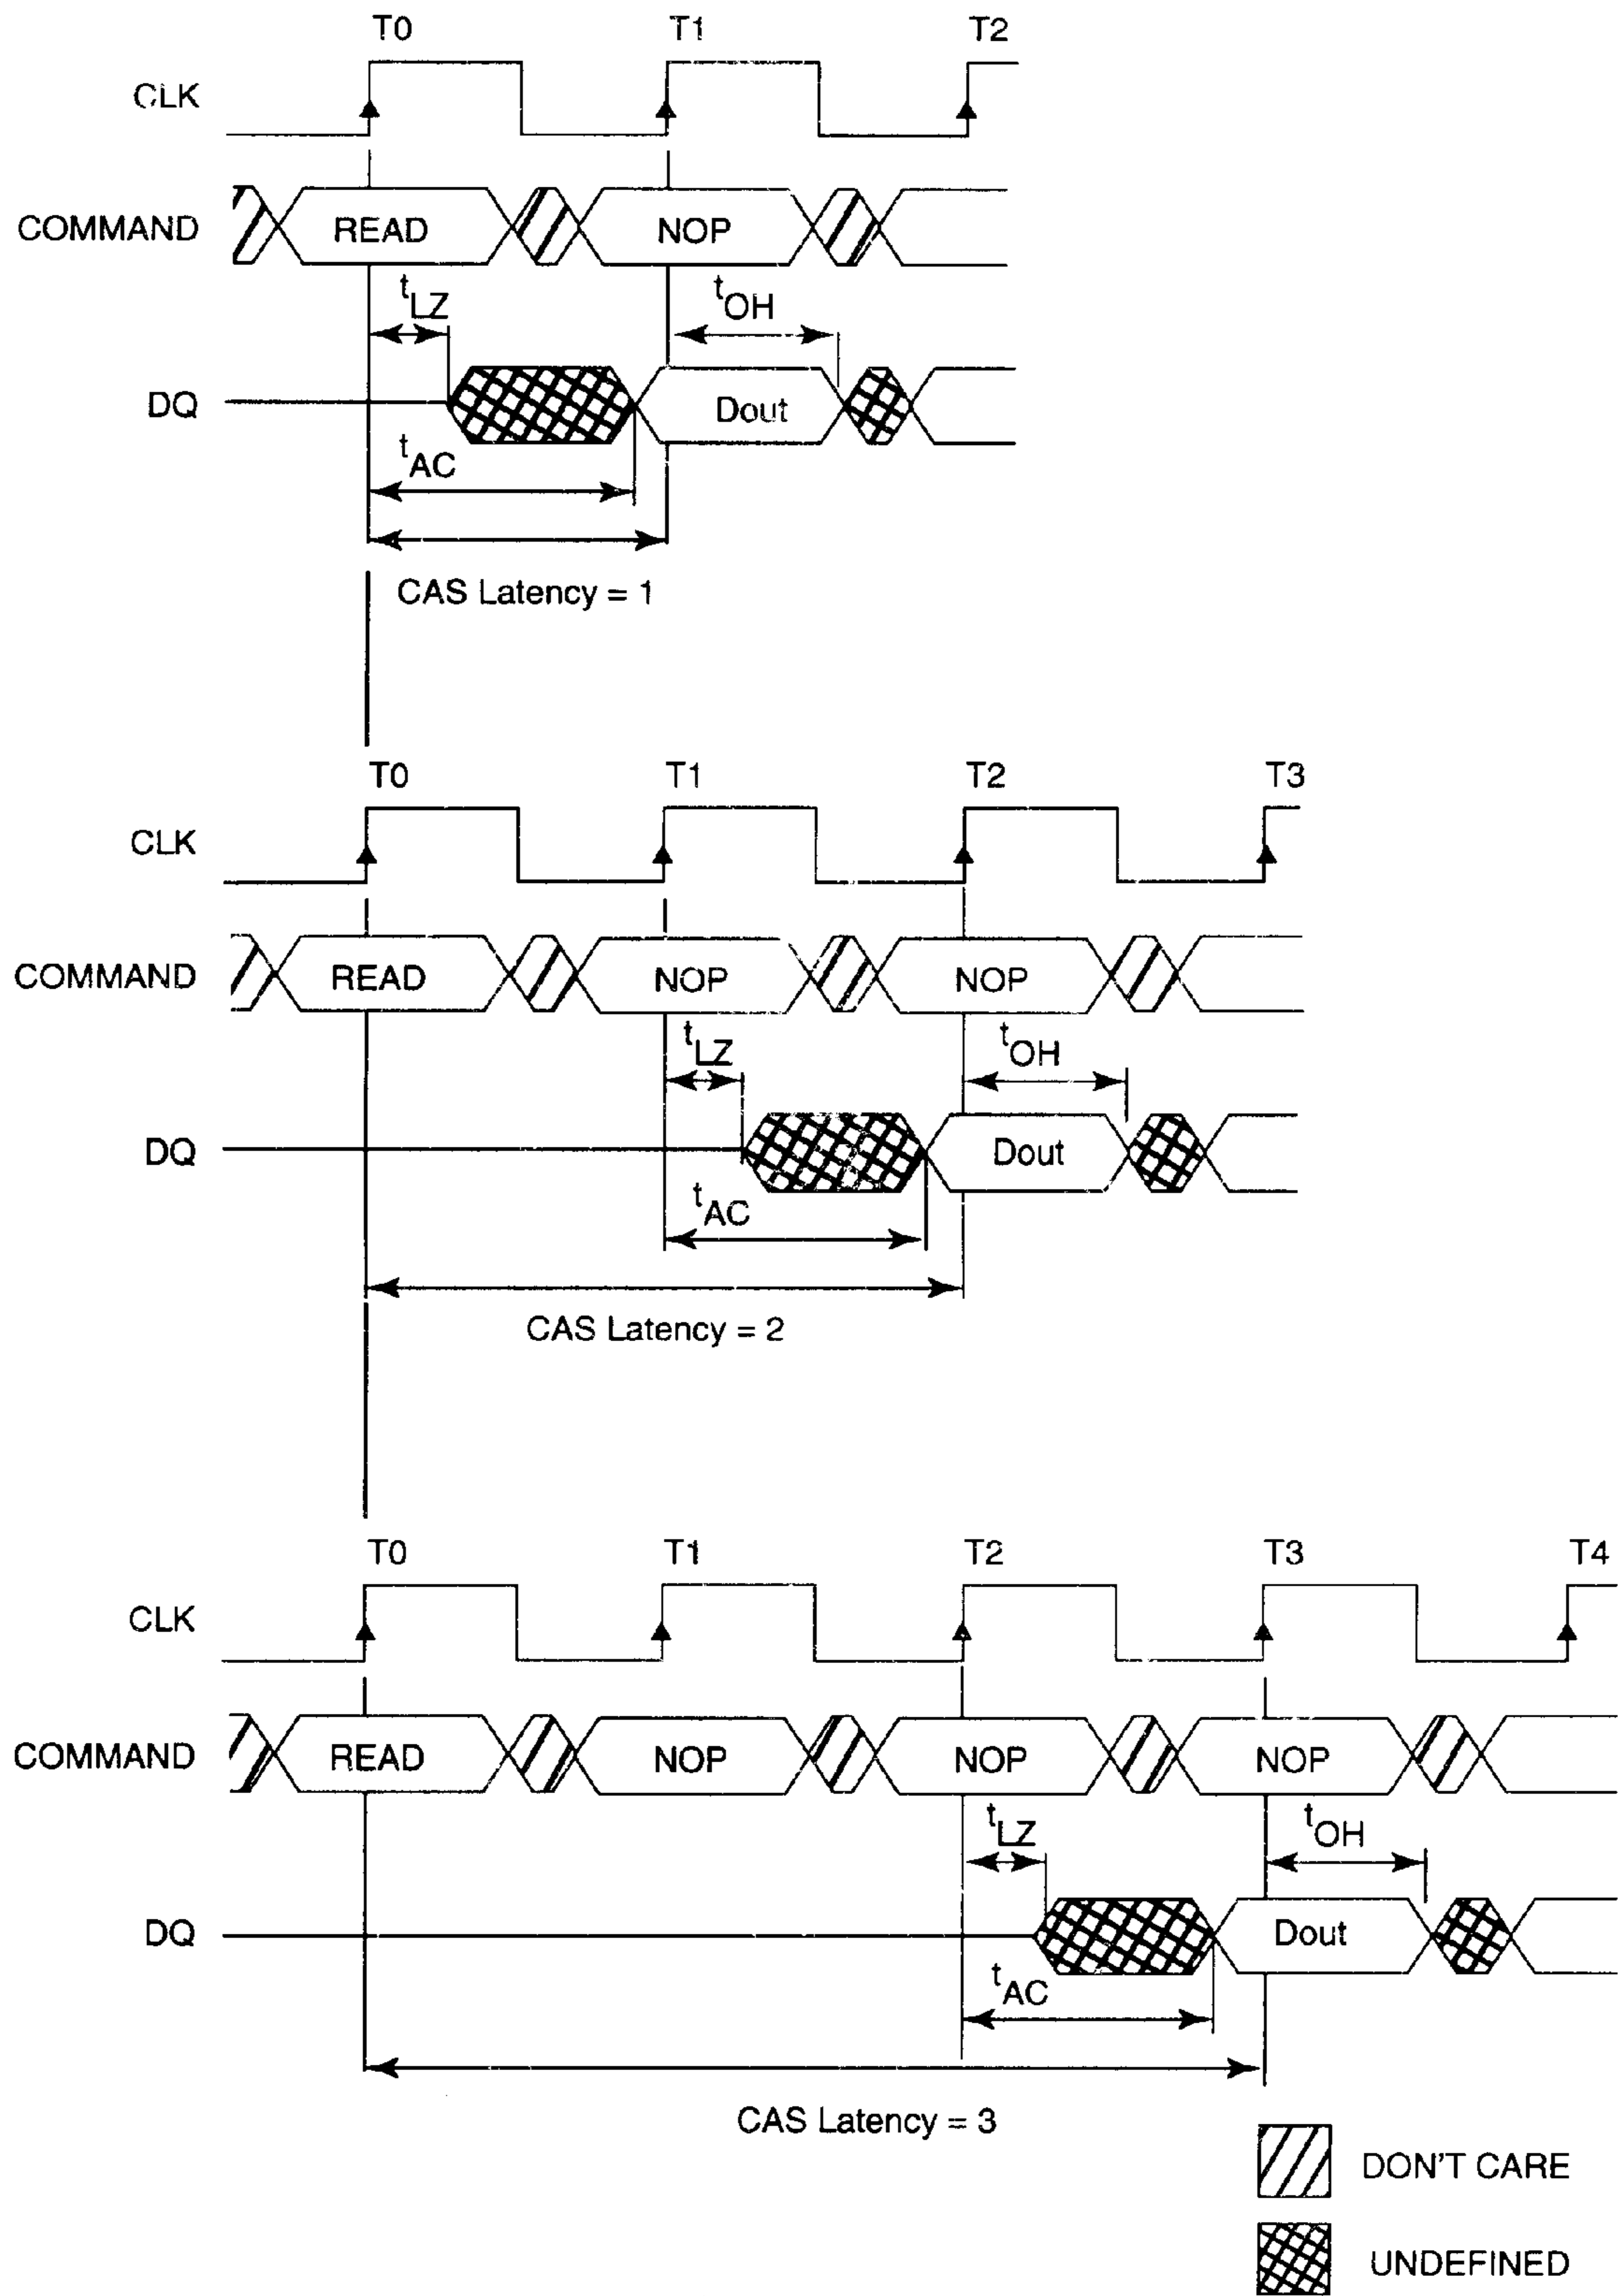 T0 T1 T2
CLK
COMMAND READ NOP
tLZ tOH
DQ Dout
tAC
CAS Latency = 1
T0 T1 T2 T3
CLK
COMMAND READ NOP NOP
tLZ tOH
DQ Dout
tAC
CAS Latency = 2
T0 T1 T2 T3 T4
CLK
COMMAND READ NOP NOP NOP
tLZ tOH
DQ Dout
tAC
CAS Latency = 3
DON'T CARE
UNDEFINED